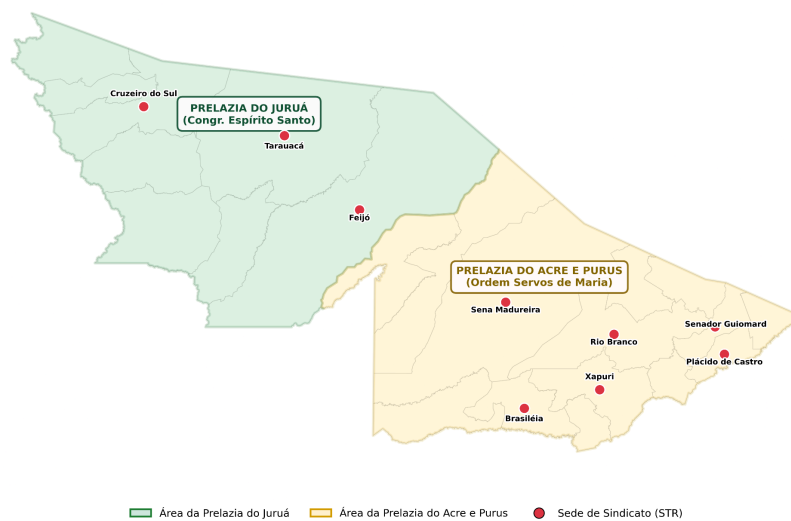 Cruzeiro do Sul
PRELAZIA DO JURUÁ
(Congr. Espírito Santo)
Tarauacá
Feijó
PRELAZIA DO ACRE E PURUS
(Ordem Servos de Maria)
Sena Madureira
Senador Guiomard
Rio Branco
Plácido de Castro
Xapuri
Brasiléia
Área da Prelazia do Juruá
Área da Prelazia do Acre e Purus
Sede de Sindicato (STR)